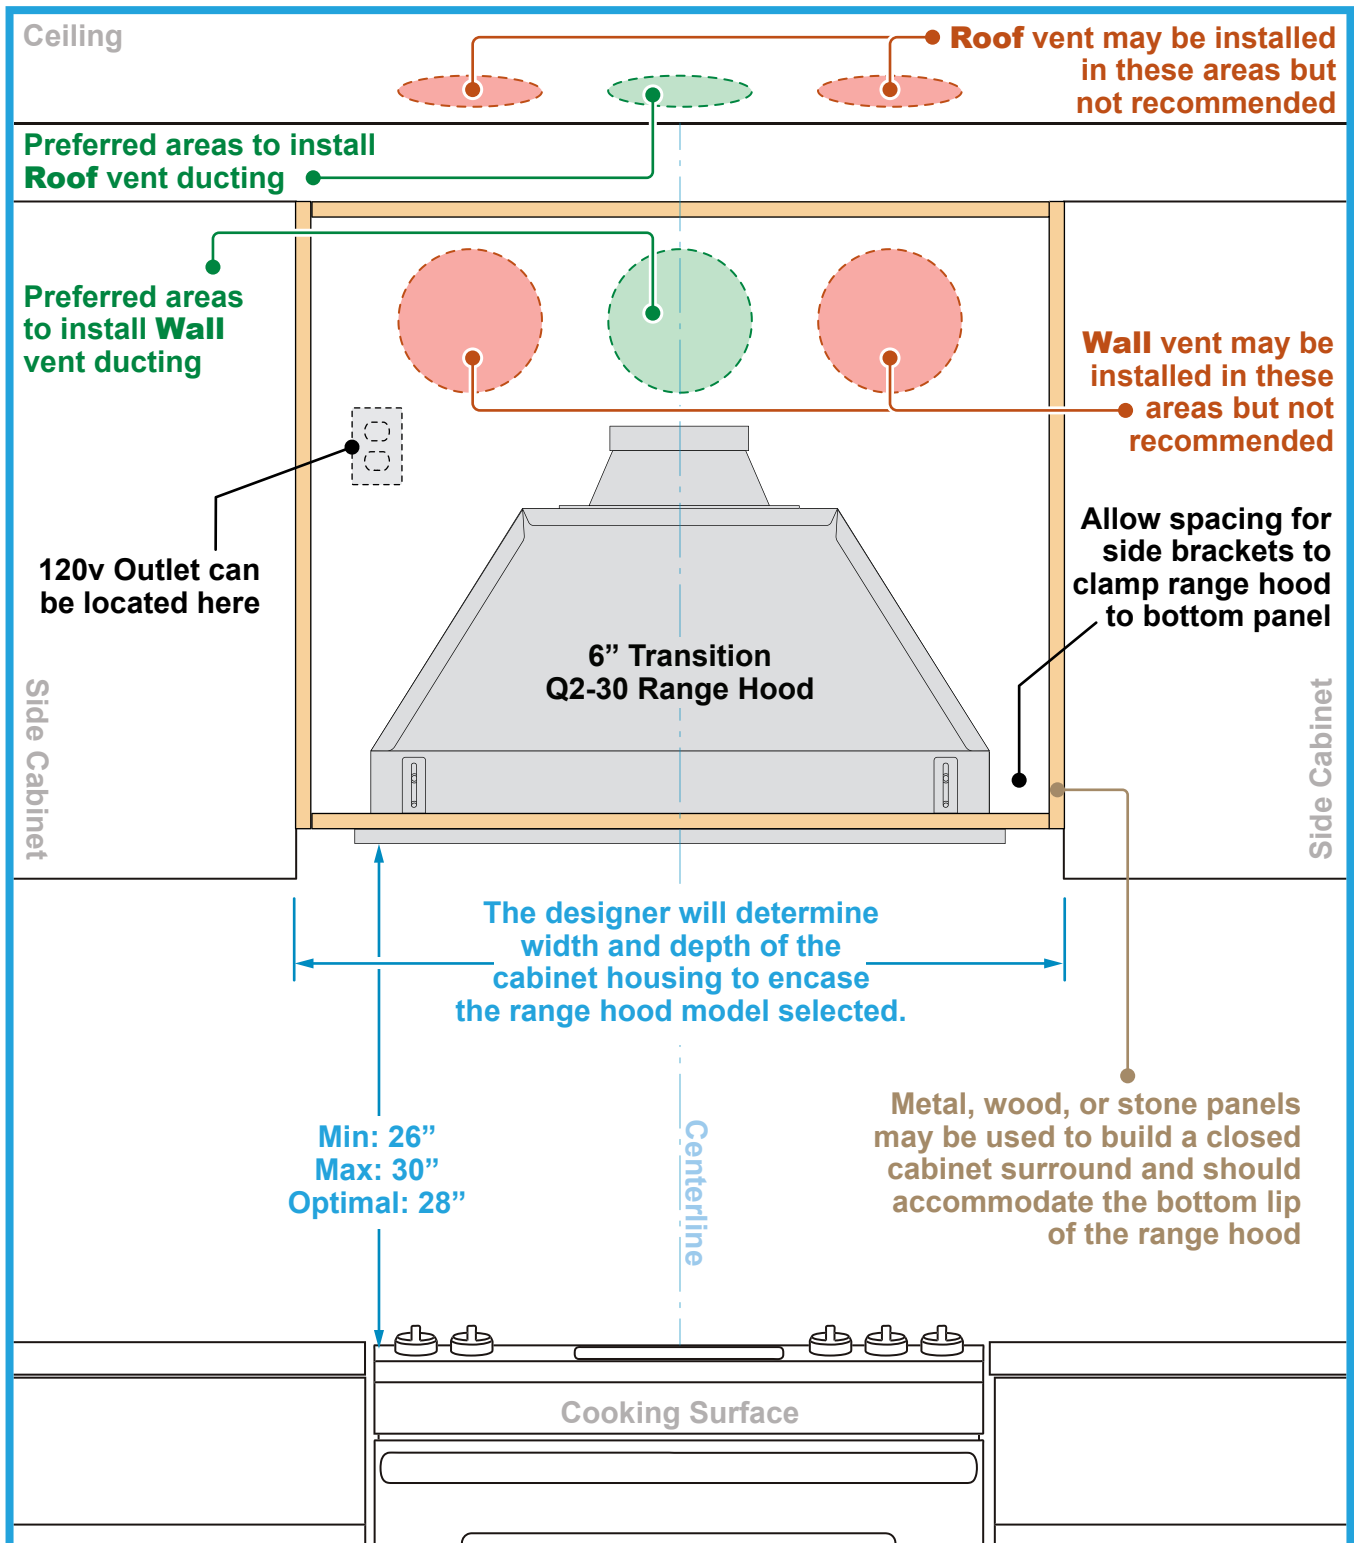 Ceiling
Roof vent may be installed
in these areas but
not recommended
Preferred areas to install
Roof vent ducting
Preferred areas
to install Wall
vent ducting
Wall vent may be
installed in these
areas but not
recommended
120v Outlet can
be located here
Allow spacing for
side brackets to
clamp range hood
to bottom panel
6” Transition
Q2-30 Range Hood
Side Cabinet
Side Cabinet
The designer will determine
width and depth of the
cabinet housing to encase
the range hood model selected.
Min: 26”
Max: 30”
Optimal: 28”
Centerline
Metal, wood, or stone panels
may be used to build a closed
cabinet surround and should
accommodate the bottom lip
of the range hood
Cooking Surface